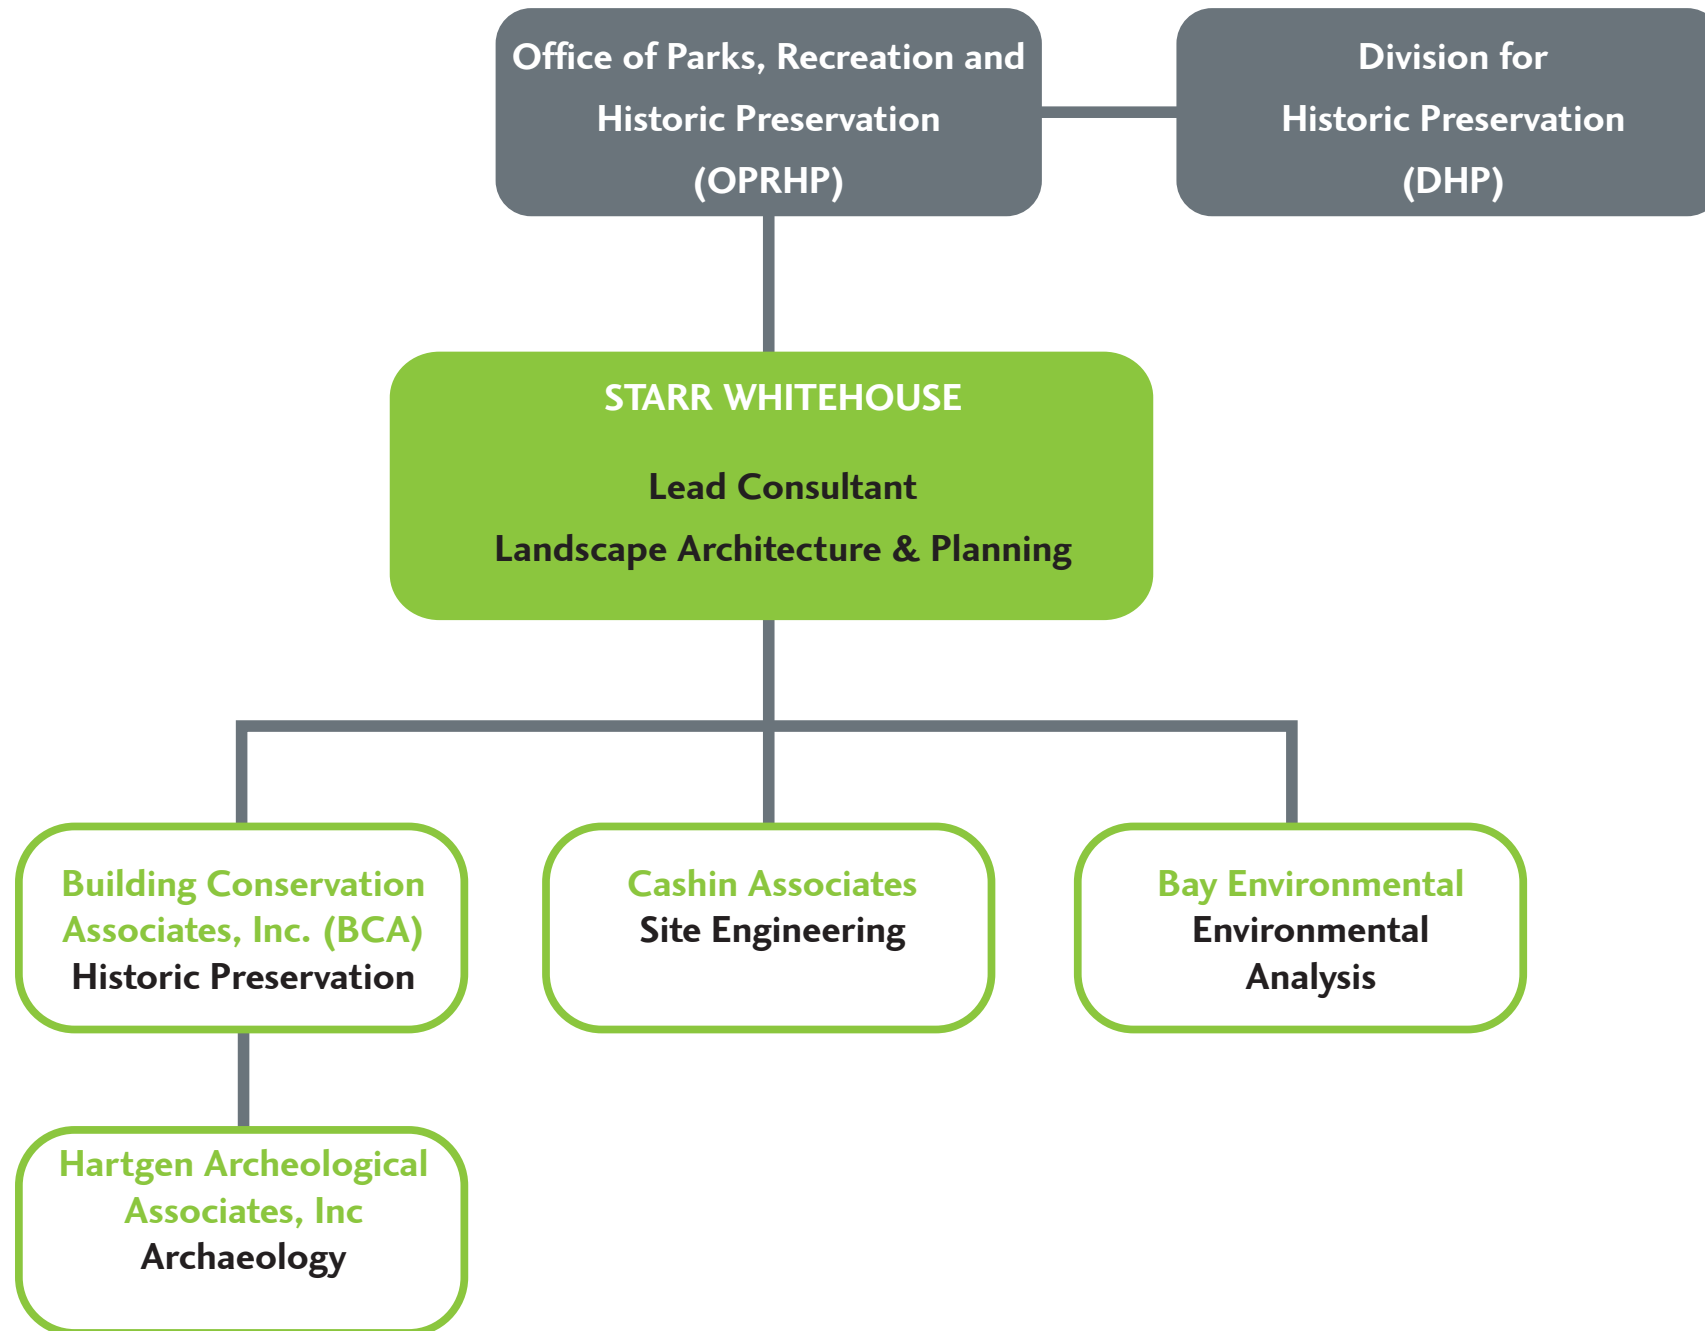 Office of Parks, Recreation and
Historic Preservation
(OPRHP)
Division for
Historic Preservation
(DHP)
STARR WHITEHOUSE
Lead Consultant
Landscape Architecture & Planning
Building Conservation
Associates, Inc. (BCA)
Historic Preservation
Cashin Associates
Site Engineering
Bay Environmental
Environmental
Analysis
Hartgen Archeological
Associates, Inc
Archaeology